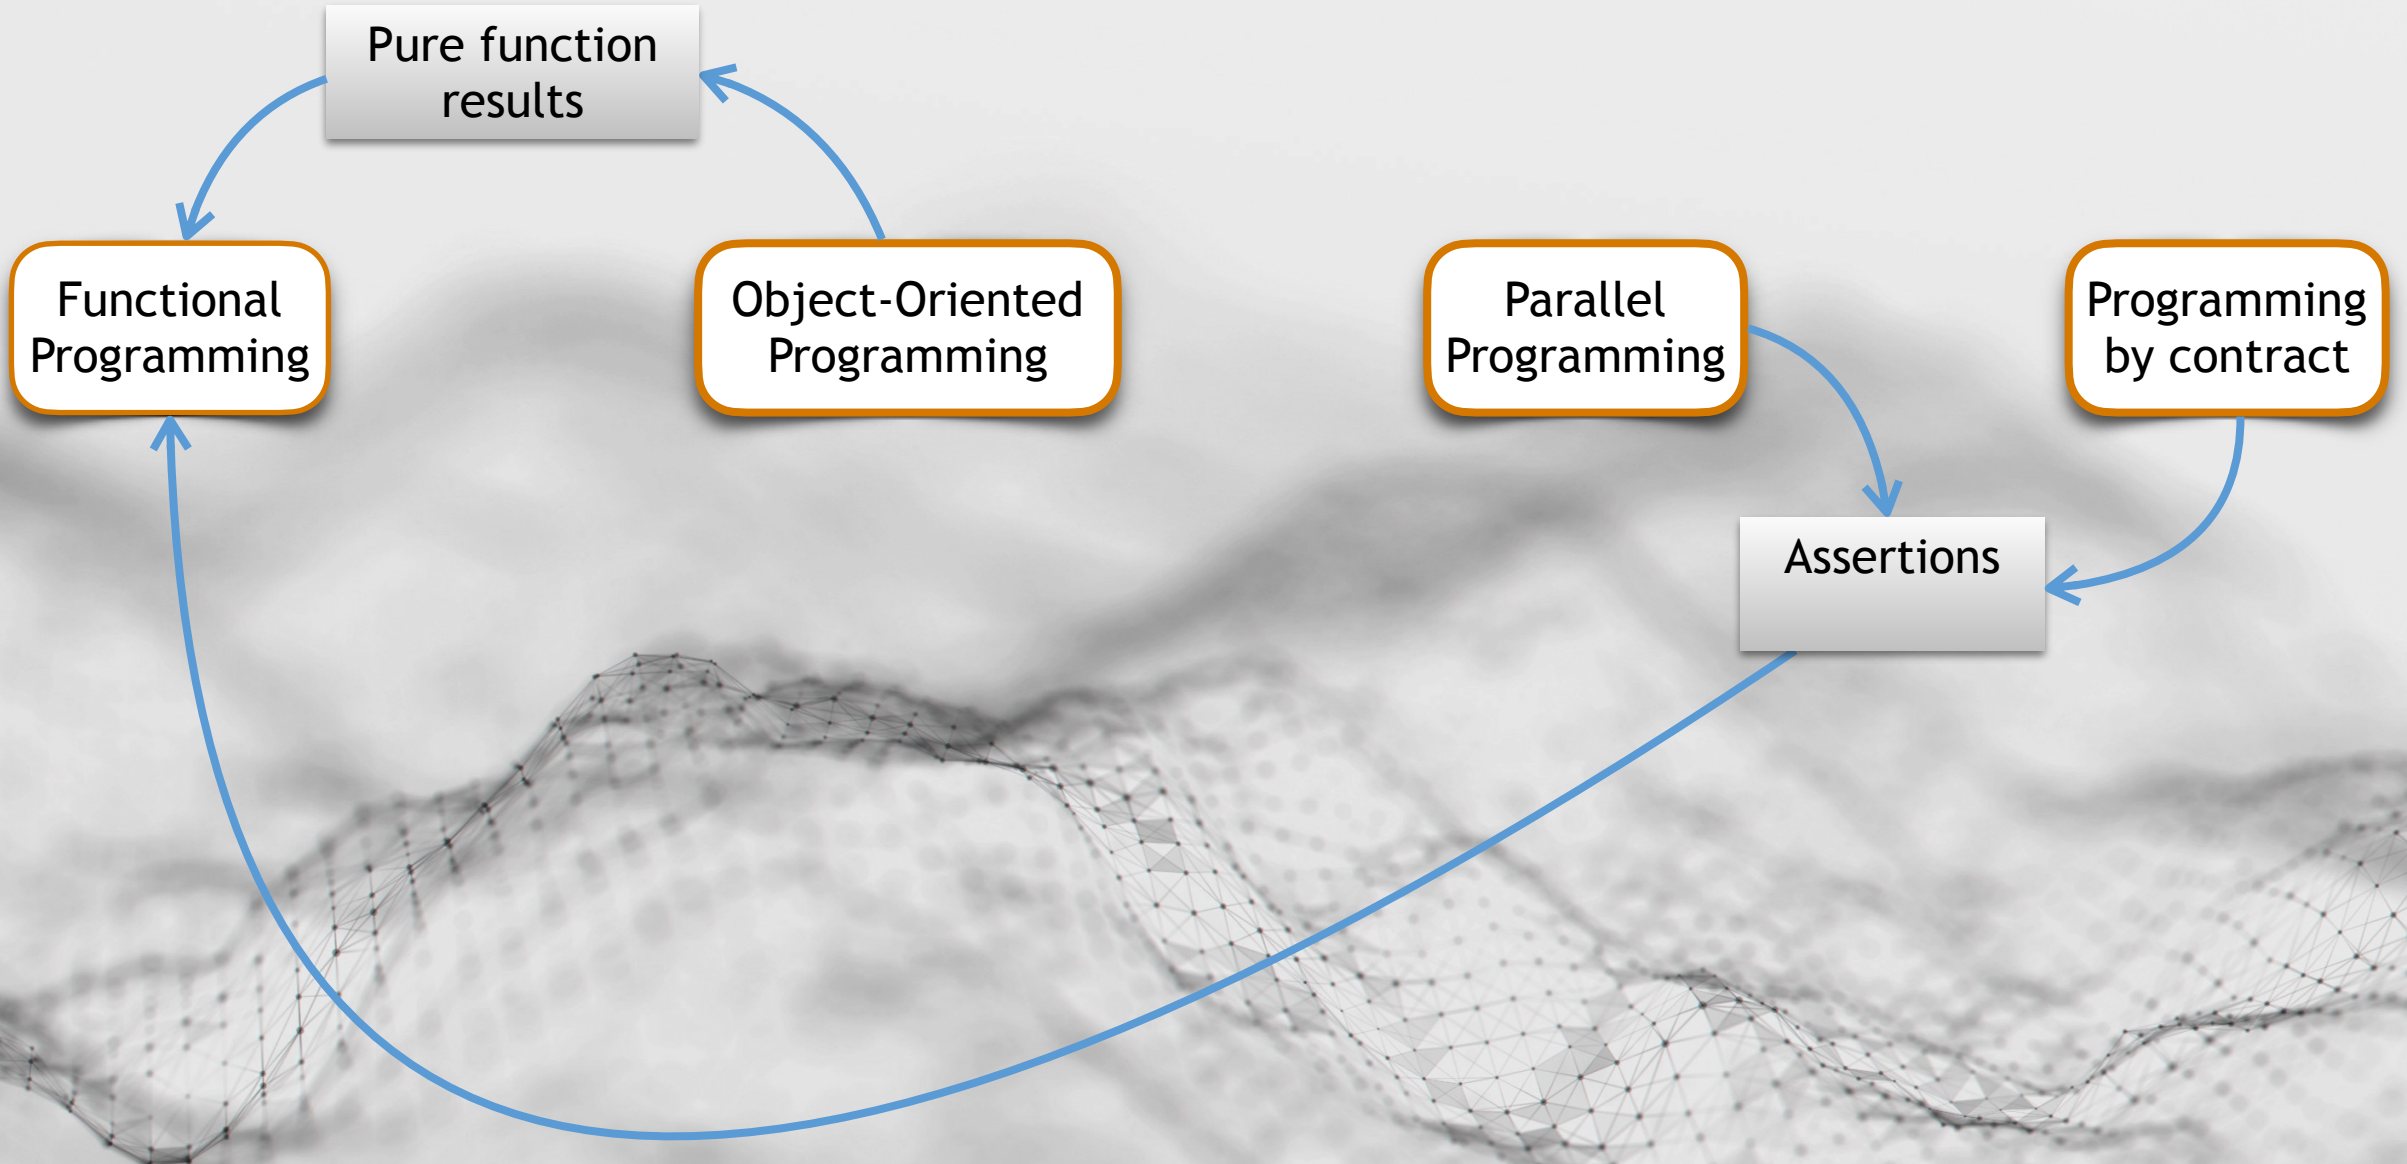 Pure function
results
Functional
Programming
Object-Oriented
Programming
Parallel
Programming
Programming
by contract
Assertions